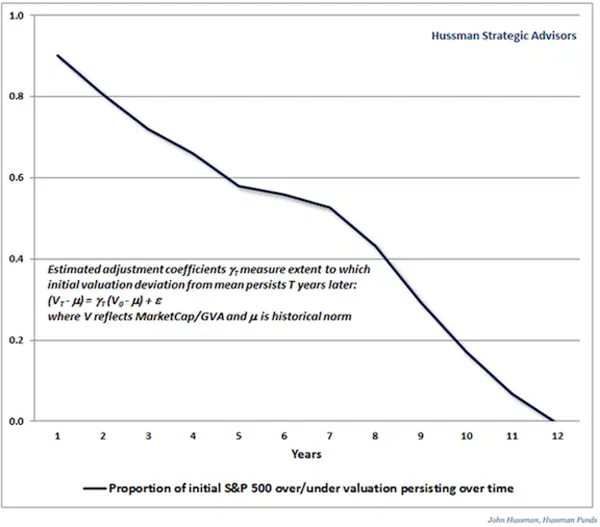 1.0
Hussman Strategic Advisors
0.8
0.6
0.4
Estimated adjustment coefficients γT measure extent to which
initial valuation deviation from mean persists T years later:
(VT - μ) = γT (V0 - μ) + ε
where V reflects MarketCap/GVA and μ is historical norm
0.2
0.0
1 2 3 4 5 6 7 8 9 10 11 12
Years
Proportion of initial S&P 500 over/under valuation persisting over time
John Hussman, Hussman Funds